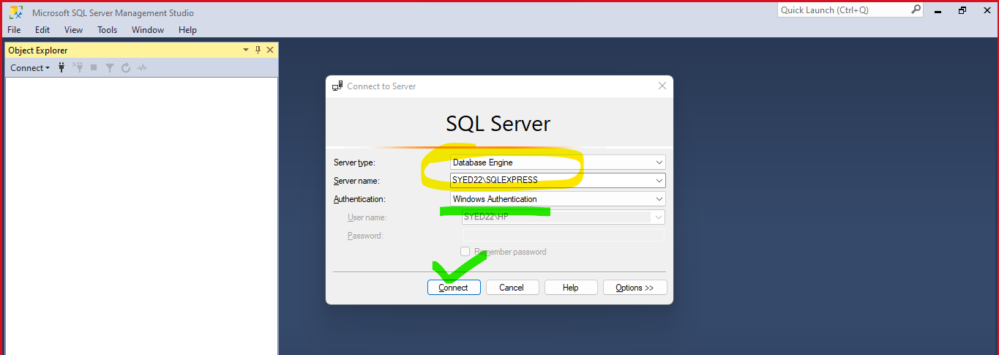 Microsoft SQL Server Management Studio
Quick Launch (Ctrl+Q)
File Edit View Tools Window Help
Object Explorer
Connect
Connect to Server
SQL Server
Server type: Database Engine
Server name: SYED22\SQLEXPRESS
Authentication: Windows Authentication
User name: SYED22\HP
Password:
Remember password
Connect Cancel Help Options >>